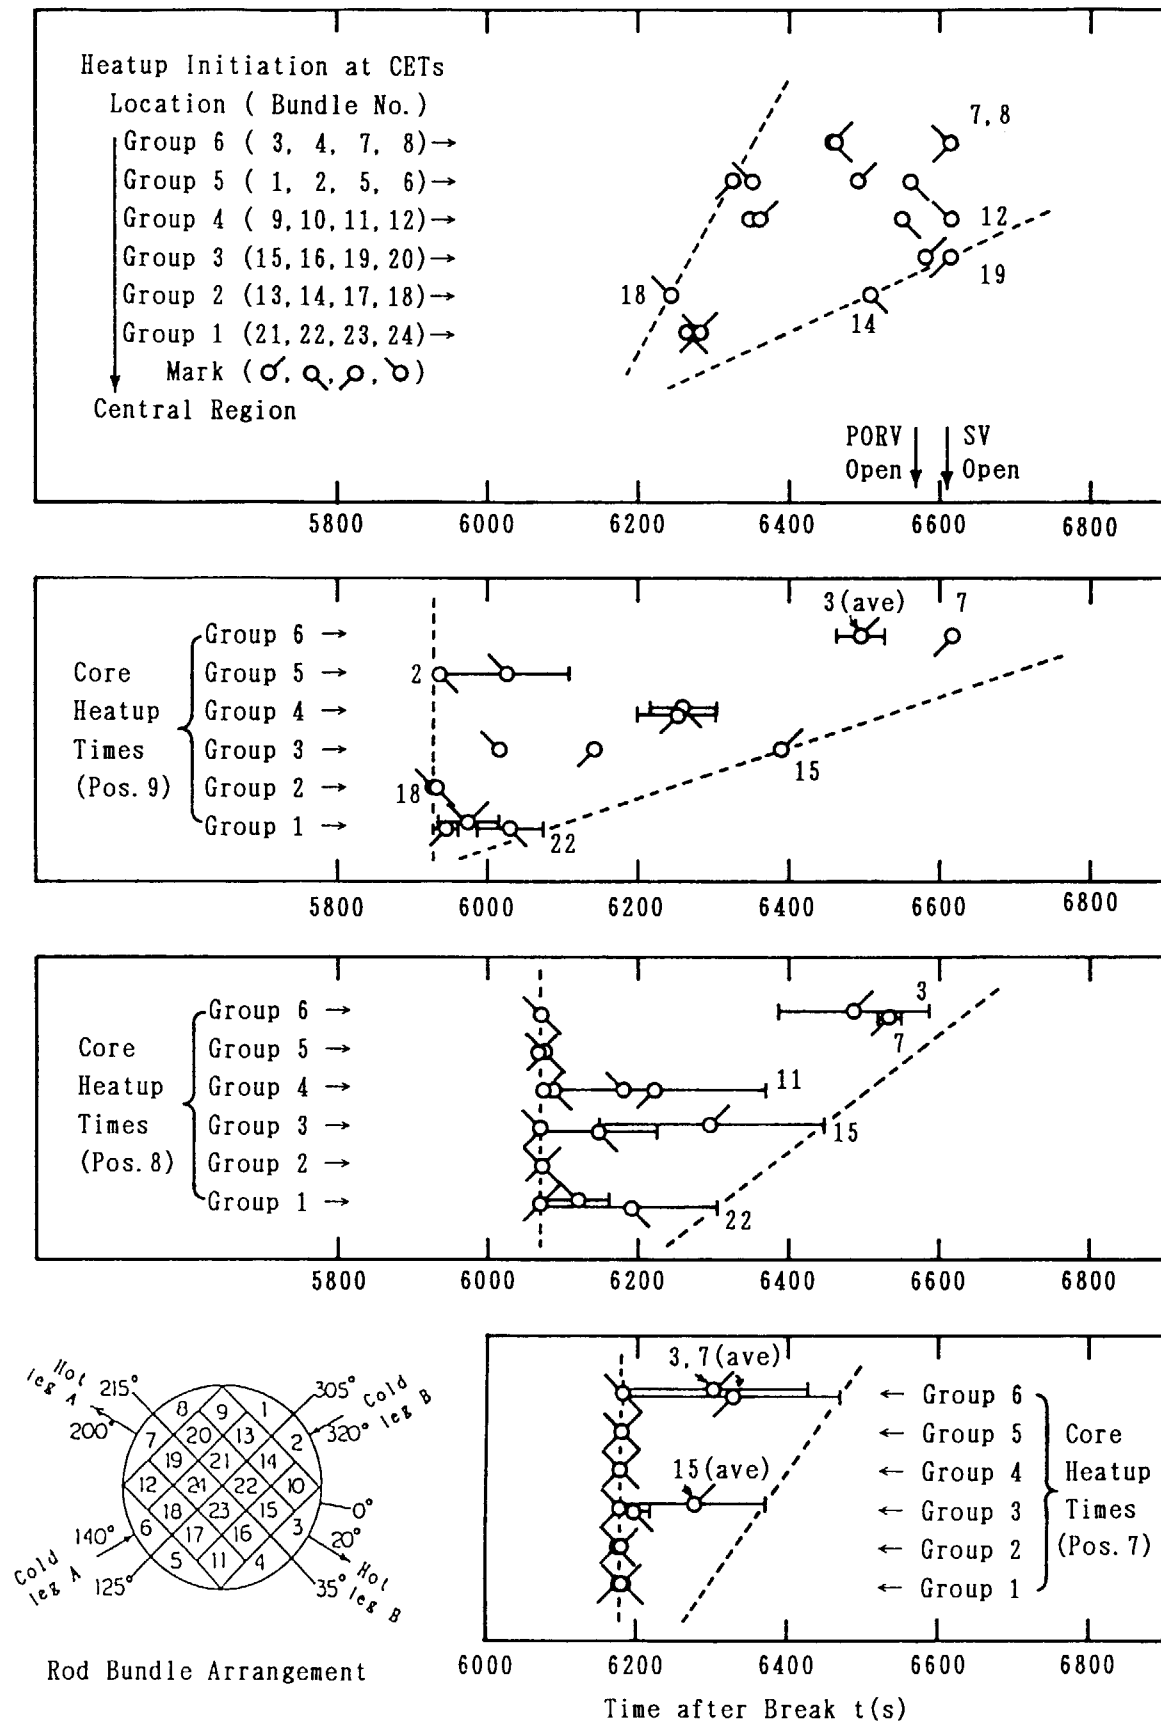 Heatup Initiation at CETs
Location ( Bundle No.)
Group 6 ( 3, 4, 7, 8)→
Group 5 ( 1, 2, 5, 6)→
Group 4 ( 9,10,11,12)→
Group 3 (15,16,19,20)→
Group 2 (13,14,17,18)→
Group 1 (21,22,23,24)→
Mark ( , , , )
Central Region
7,8
12
19
18
14
PORV Open
SV Open
5800 6000 6200 6400 6600 6800
Core Heatup Times (Pos.9)
Group 6 →
Group 5 →
Group 4 →
Group 3 →
Group 2 →
Group 1 →
3(ave)
7
2
15
18
22
5800 6000 6200 6400 6600 6800
Core Heatup Times (Pos.8)
Group 6 →
Group 5 →
Group 4 →
Group 3 →
Group 2 →
Group 1 →
3
7
11
15
22
5800 6000 6200 6400 6600 6800
Hot leg A
215°
200°
305°
Cold leg B
320°
8 9 1
7 20 13 2
19 21 14
12 24 22 10
18 23 15
6 17 16 3
5 11 4
0°
20°
140°
Cold leg A
125°
35°
Hot leg B
Rod Bundle Arrangement
3,7(ave)
15(ave)
← Group 6
← Group 5
← Group 4
← Group 3
← Group 2
← Group 1
Core Heatup Times (Pos.7)
6000 6200 6400 6600 6800
Time after Break t(s)